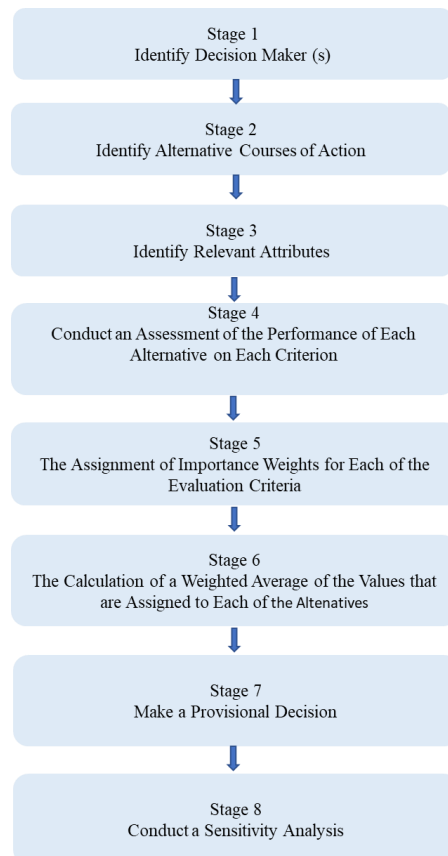 Stage 1
Identify Decision Maker (s)
Stage 2
Identify Alternative Courses of Action
Stage 3
Identify Relevant Attributes
Stage 4
Conduct an Assessment of the Performance of Each
Alternative on Each Criterion
Stage 5
The Assignment of Importance Weights for Each of the
Evaluation Criteria
Stage 6
The Calculation of a Weighted Average of the Values that
are Assigned to Each of the Altenatives
Stage 7
Make a Provisional Decision
Stage 8
Conduct a Sensitivity Analysis